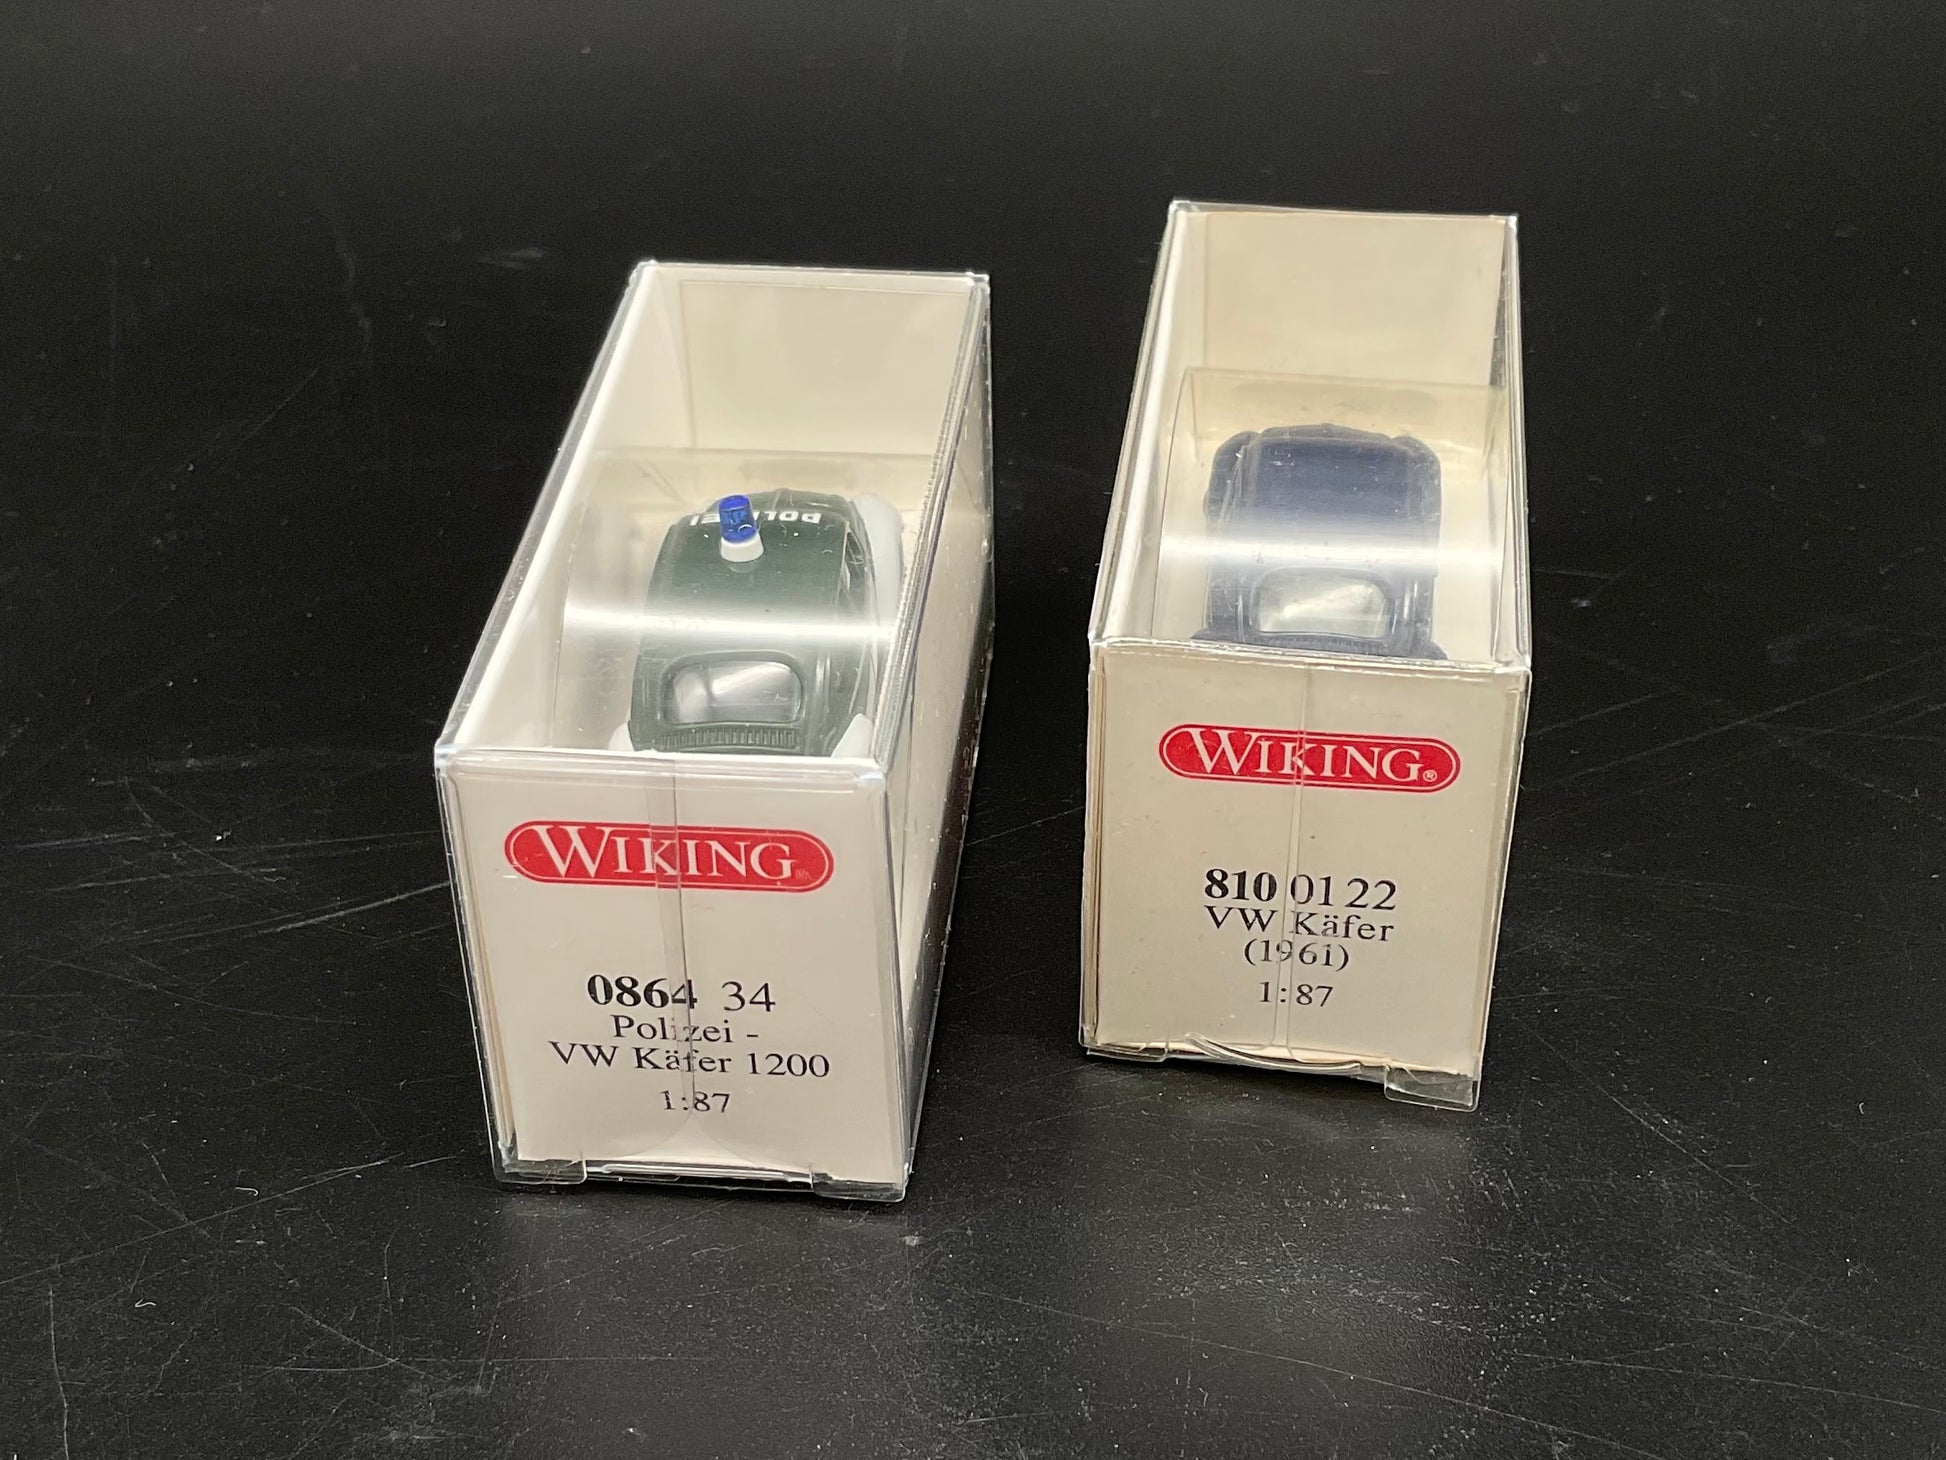 POLIZEI
WIKING
0864 34
Polizei -
VW Käfer 1200
1:87
WIKING®
810 01 22
VW Käfer
(1961)
1:87